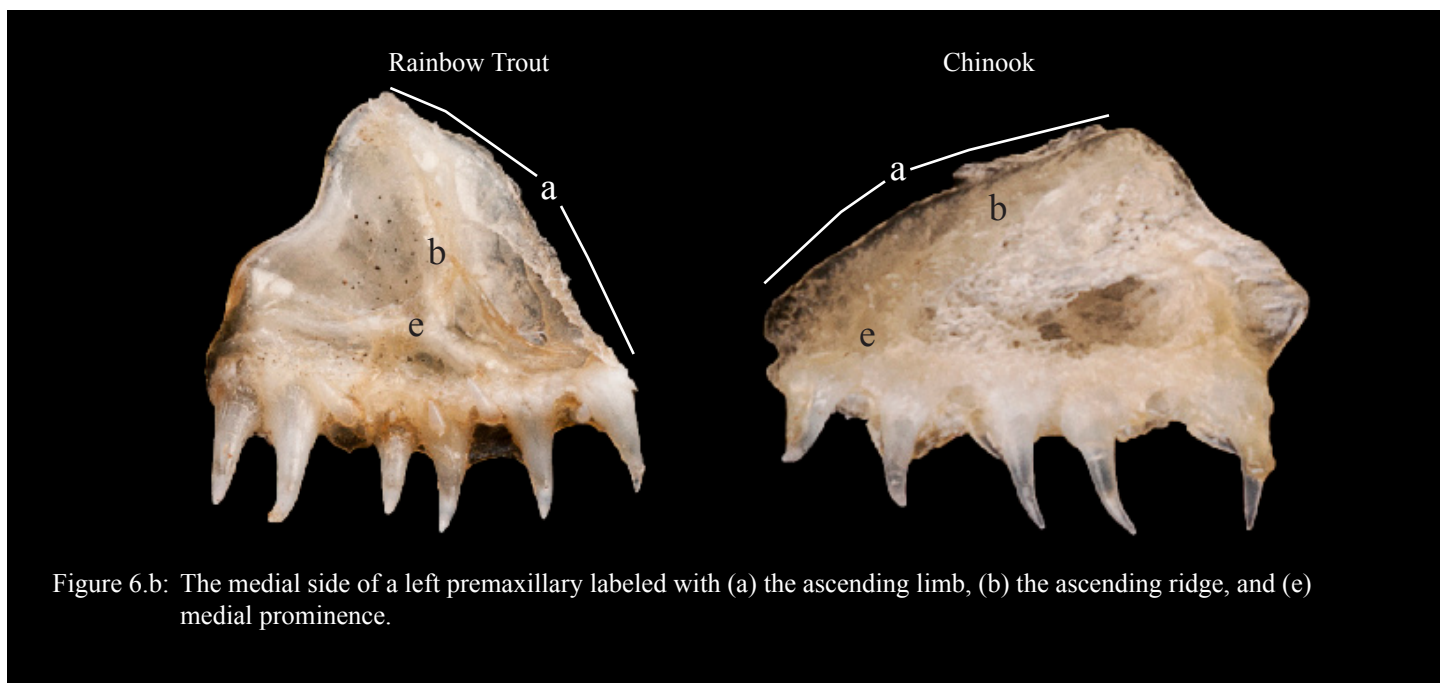 Rainbow Trout
Chinook
a
b
e
a
b
e
Figure 6.b: The medial side of a left premaxillary labeled with (a) the ascending limb, (b) the ascending ridge, and (e)
medial prominence.